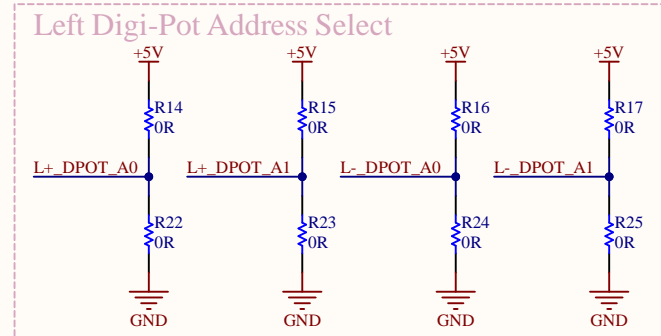 Left Digi-Pot Address Select
+5V +5V +5V +5V
R14 R15 R16 R17
0R 0R 0R 0R
L+_DPOT_A0 L+_DPOT_A1 L-_DPOT_A0 L-_DPOT_A1
R22 R23 R24 R25
0R 0R 0R 0R
GND GND GND GND